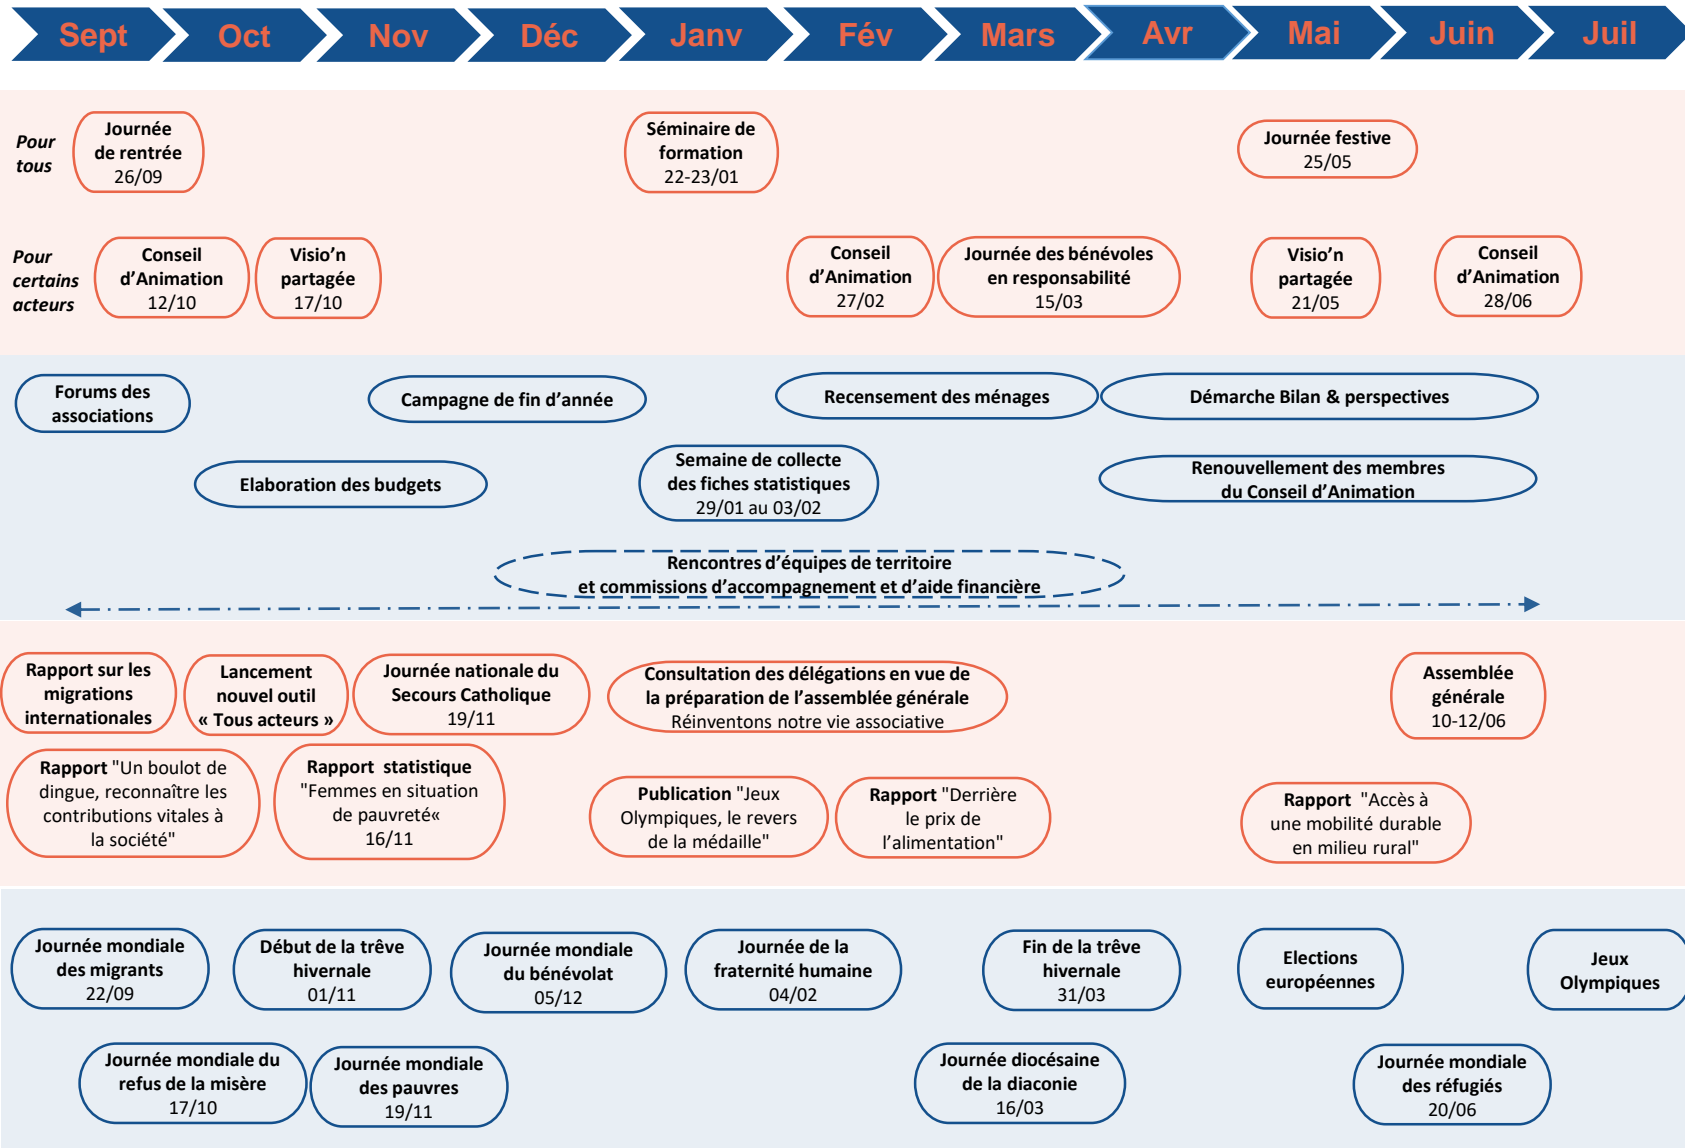 Sept
Oct
Nov
Déc
Janv
Fév
Mars
Avr
Mai
Juin
Juil
Pour
tous
Journée
de rentrée
26/09
Séminaire de
formation
22-23/01
Journée festive
25/05
Pour
certains
acteurs
Conseil
d’Animation
12/10
Visio’n
partagée
17/10
Conseil
d’Animation
27/02
Journée des bénévoles
en responsabilité
15/03
Visio’n
partagée
21/05
Conseil
d’Animation
28/06
Forums des
associations
Campagne de fin d’année
Recensement des ménages
Démarche Bilan & perspectives
Elaboration des budgets
Semaine de collecte
des fiches statistiques
29/01 au 03/02
Renouvellement des membres
du Conseil d’Animation
Rencontres d’équipes de territoire
et commissions d’accompagnement et d’aide financière
Rapport sur les
migrations
internationales
Lancement
nouvel outil
« Tous acteurs »
Journée nationale du
Secours Catholique
19/11
Consultation des délégations en vue de
la préparation de l’assemblée générale
Réinventons notre vie associative
Assemblée
générale
10-12/06
Rapport "Un boulot de
dingue, reconnaître les
contributions vitales à
la société"
Rapport statistique
"Femmes en situation
de pauvreté«
16/11
Publication "Jeux
Olympiques, le revers
de la médaille"
Rapport "Derrière
le prix de
l’alimentation"
Rapport "Accès à
une mobilité durable
en milieu rural"
Journée mondiale
des migrants
22/09
Début de la trêve
hivernale
01/11
Journée mondiale
du bénévolat
05/12
Journée de la
fraternité humaine
04/02
Fin de la trêve
hivernale
31/03
Elections
européennes
Jeux
Olympiques
Journée mondiale du
refus de la misère
17/10
Journée mondiale
des pauvres
19/11
Journée diocésaine
de la diaconie
16/03
Journée mondiale
des réfugiés
20/06